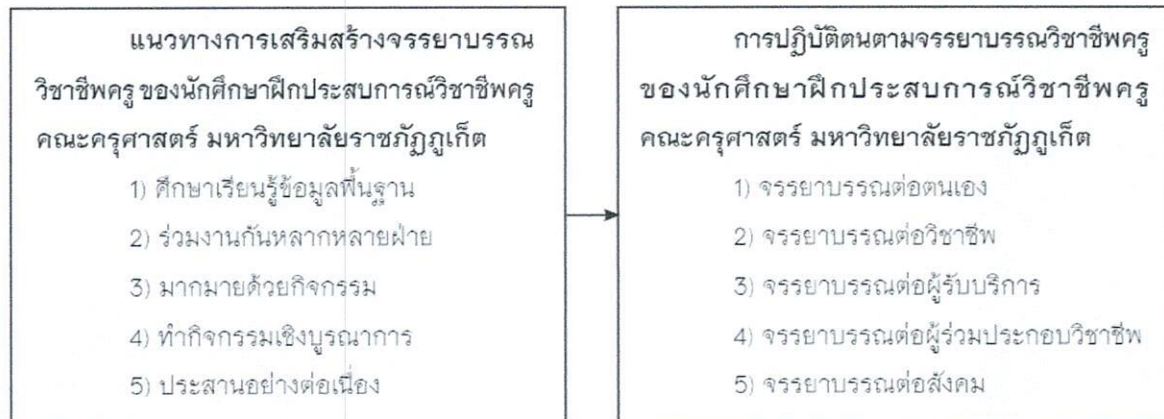 แนวทางการเสริมสร้างจรรยาบรรณ
วิชาชีพครู ของนักศึกษาฝึกประสบการณ์วิชาชีพครู
คณะครุศาสตร์ มหาวิทยาลัยราชภัฏภูเก็ต
1) ศึกษาเรียนรู้ข้อมูลพื้นฐาน
2) ร่วมงานกันหลากหลายฝ่าย
3) มากมายด้วยกิจกรรม
4) ทำกิจกรรมเชิงบูรณาการ
5) ประสานอย่างต่อเนื่อง
การปฏิบัติตนตามจรรยาบรรณวิชาชีพครู
ของนักศึกษาฝึกประสบการณ์วิชาชีพครู
คณะครุศาสตร์ มหาวิทยาลัยราชภัฏภูเก็ต
1) จรรยาบรรณต่อตนเอง
2) จรรยาบรรณต่อวิชาชีพ
3) จรรยาบรรณต่อผู้รับบริการ
4) จรรยาบรรณต่อผู้ร่วมประกอบวิชาชีพ
5) จรรยาบรรณต่อสังคม